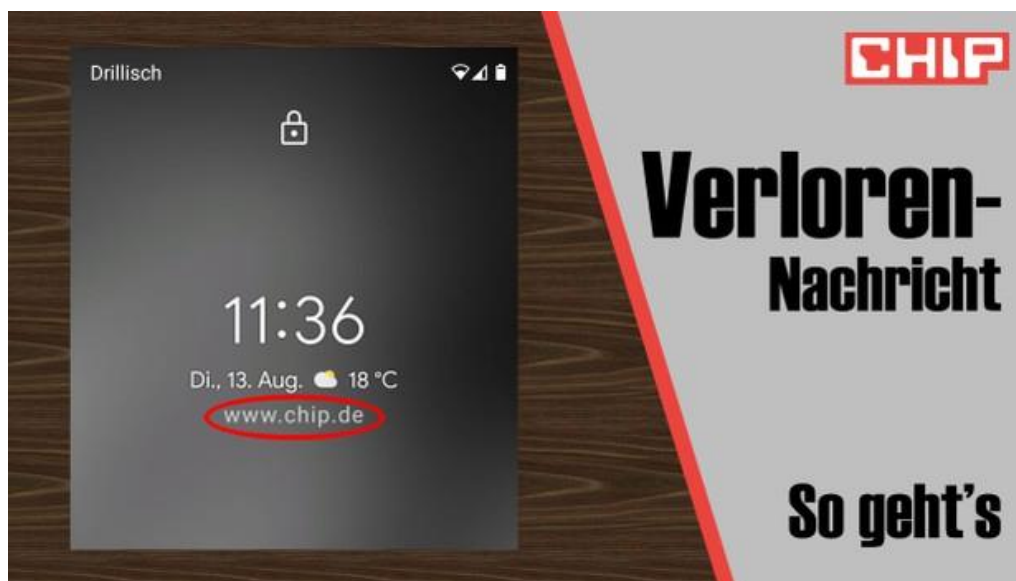 Drillisch
11:36
Di., 13. Aug. 18 °C
www.chip.de
CHIP
Verloren-
Nachricht
So geht's